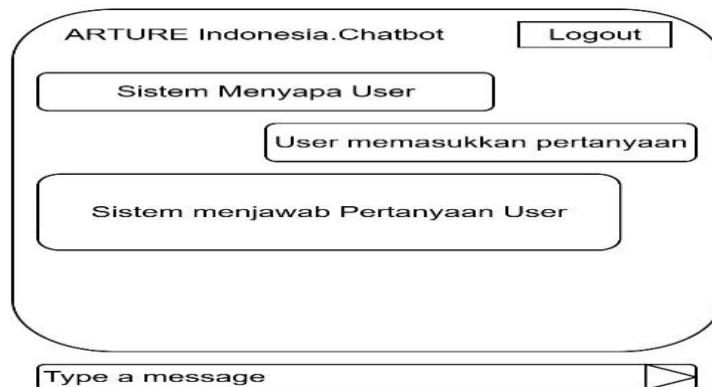 ARTURE Indonesia.Chatbot
Logout
Sistem Menyapa User
User memasukkan pertanyaan
Sistem menjawab Pertanyaan User
Type a message